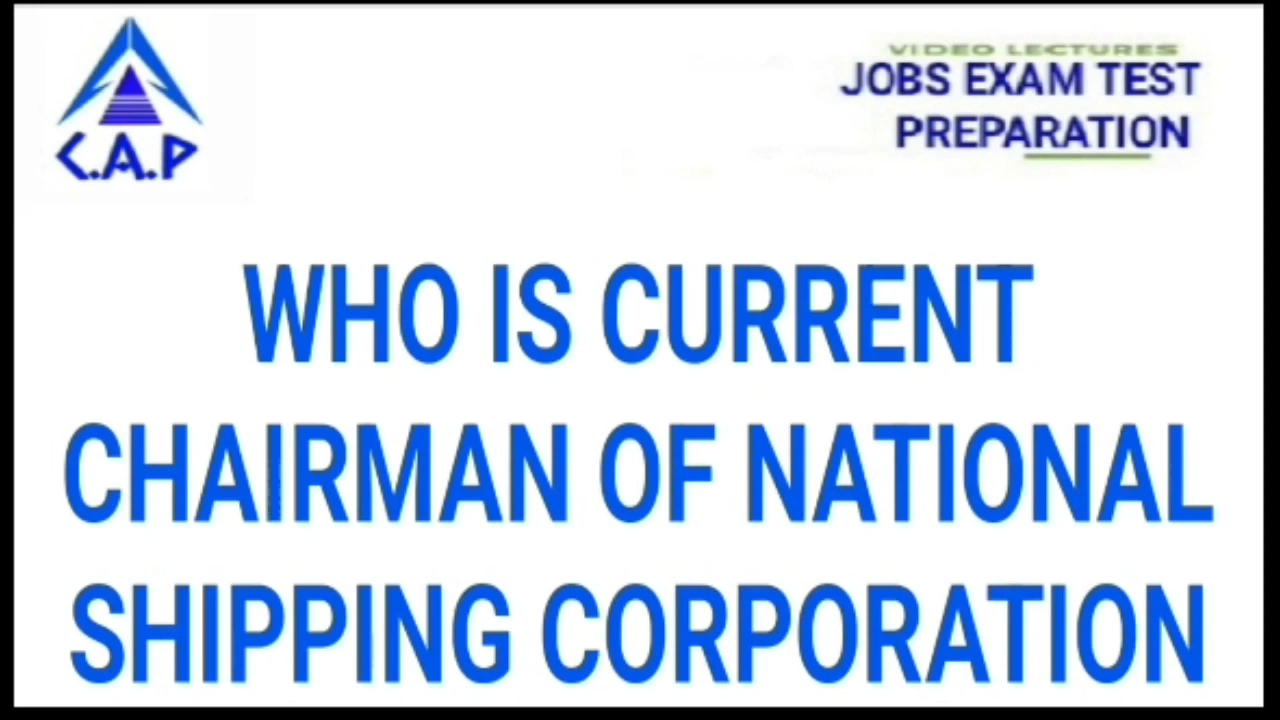 C.A.P
VIDEO LECTURES
JOBS EXAM TEST
PREPARATION
WHO IS CURRENT
CHAIRMAN OF NATIONAL
SHIPPING CORPORATION